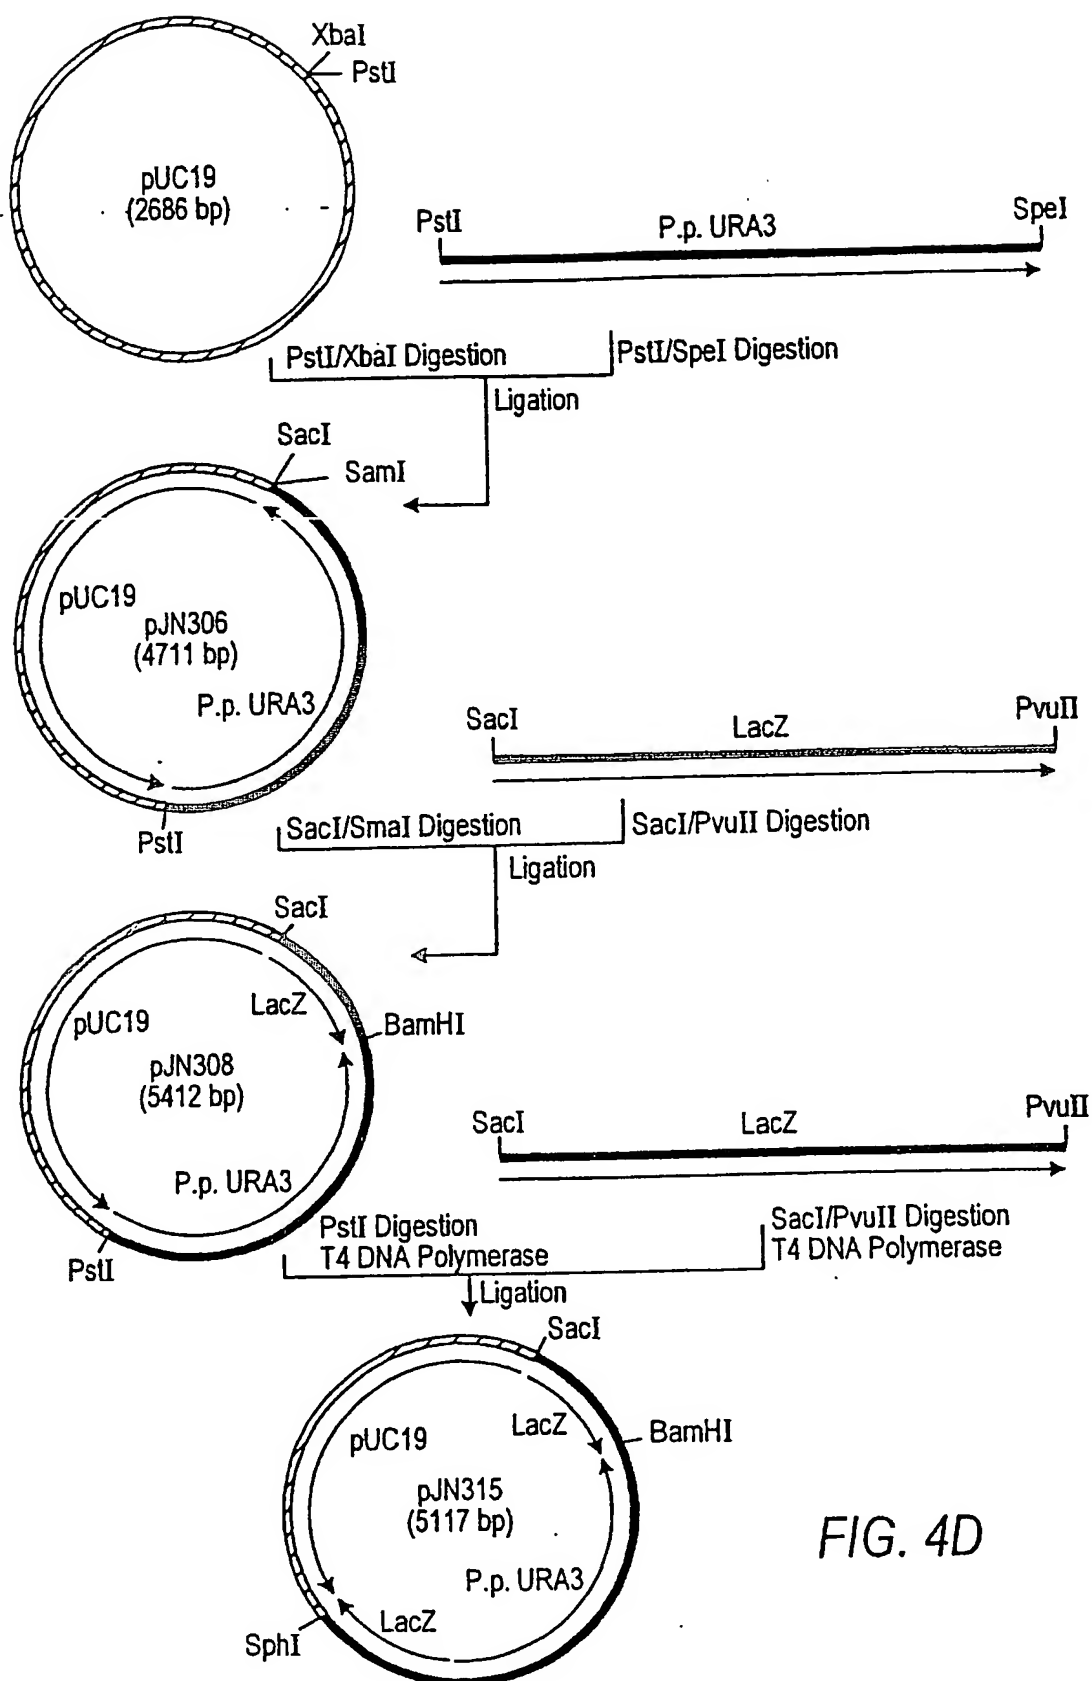 XbaI
PstI
pUC19
(2686 bp)
PstI
P.p. URA3
SpeI
PstI/XbaI Digestion
PstI/SpeI Digestion
Ligation
SacI
SamI
pUC19
pJN306
(4711 bp)
P.p. URA3
PstI
SacI
LacZ
PvuII
SacI/SmaI Digestion
SacI/PvuII Digestion
Ligation
SacI
LacZ
BamHI
pUC19
pJN308
(5412 bp)
P.p. URA3
PstI
SacI
LacZ
PvuII
PstI Digestion
T4 DNA Polymerase
SacI/PvuII Digestion
T4 DNA Polymerase
Ligation
SacI
LacZ
BamHI
pUC19
pJN315
(5117 bp)
P.p. URA3
LacZ
SphI
FIG. 4D